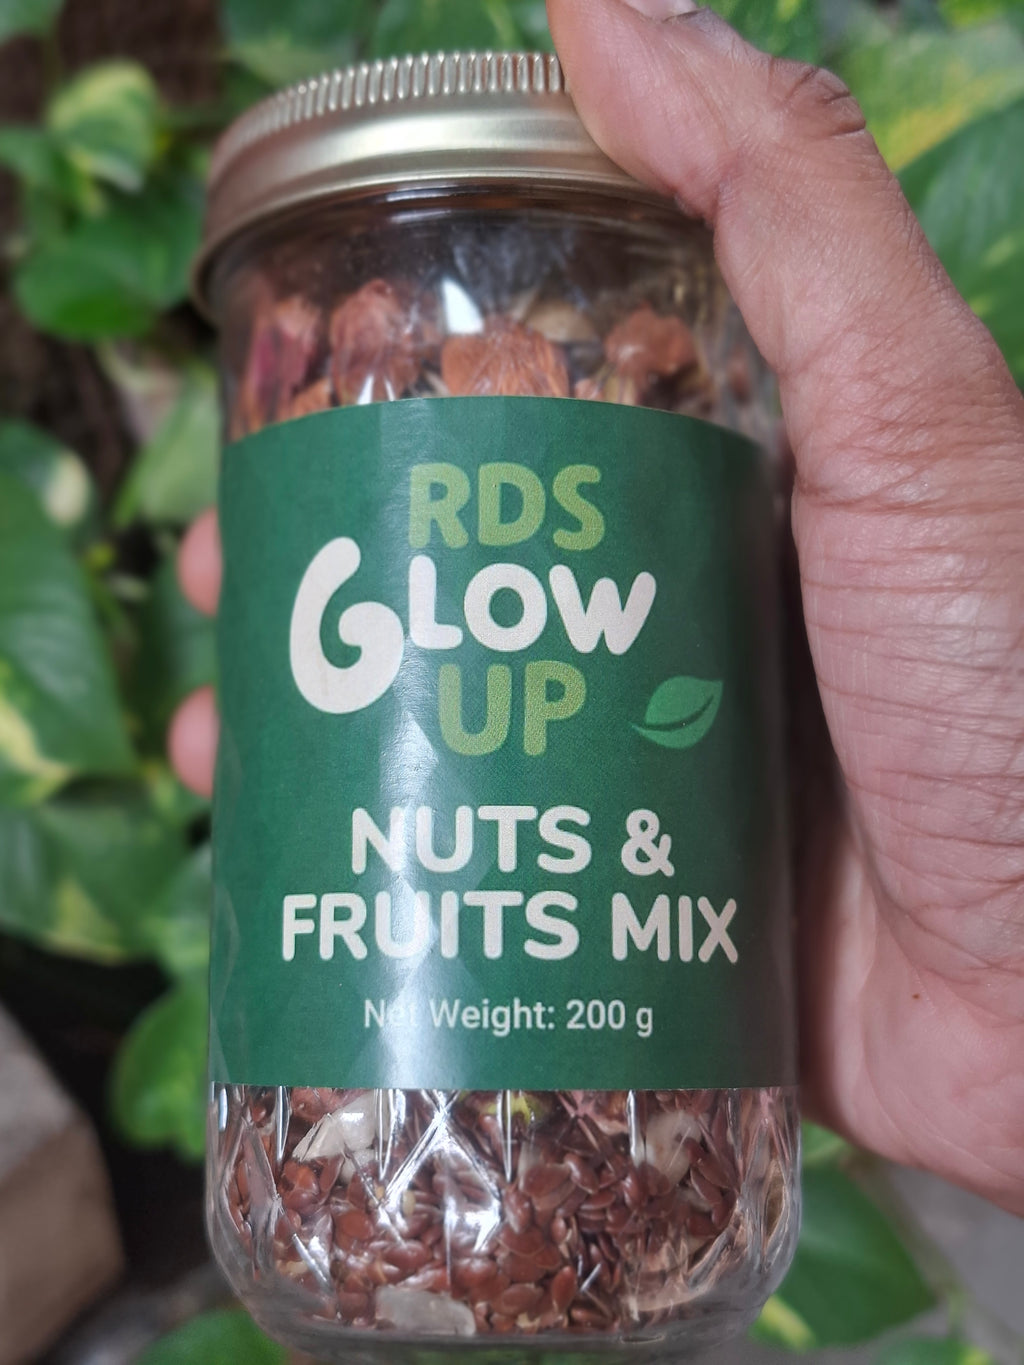 RDS
GLOW
UP
NUTS &
FRUITS MIX
Net Weight: 200 g